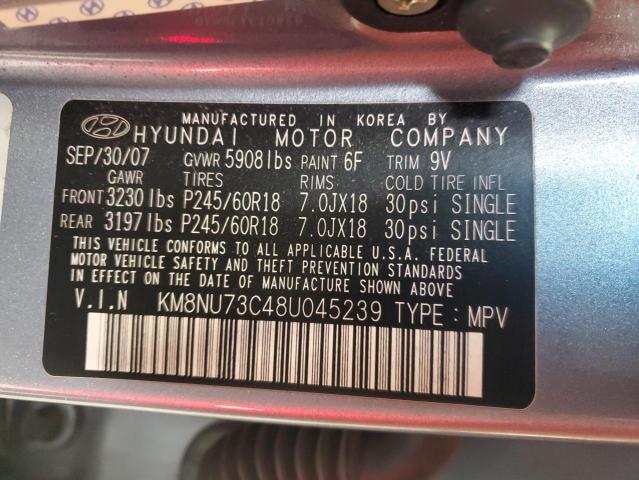 MANUFACTURED IN KOREA BY
HYUNDAI MOTOR COMPANY
SEP/30/07 GVWR 5908lbs PAINT 6F TRIM 9V
GAWR TIRES RIMS COLD TIRE INFL
FRONT 3230 lbs P245/60R18 7.0JX18 30psi SINGLE
REAR 3197 lbs P245/60R18 7.0JX18 30psi SINGLE
THIS VEHICLE CONFORMS TO ALL APPLICABLE U.S.A. FEDERAL
MOTOR VEHICLE SAFETY AND THEFT PREVENTION STANDARDS
IN EFFECT ON THE DATE OF MANUFACTURE SHOWN ABOVE
V.I.N KM8NU73C48U045239 TYPE : MPV